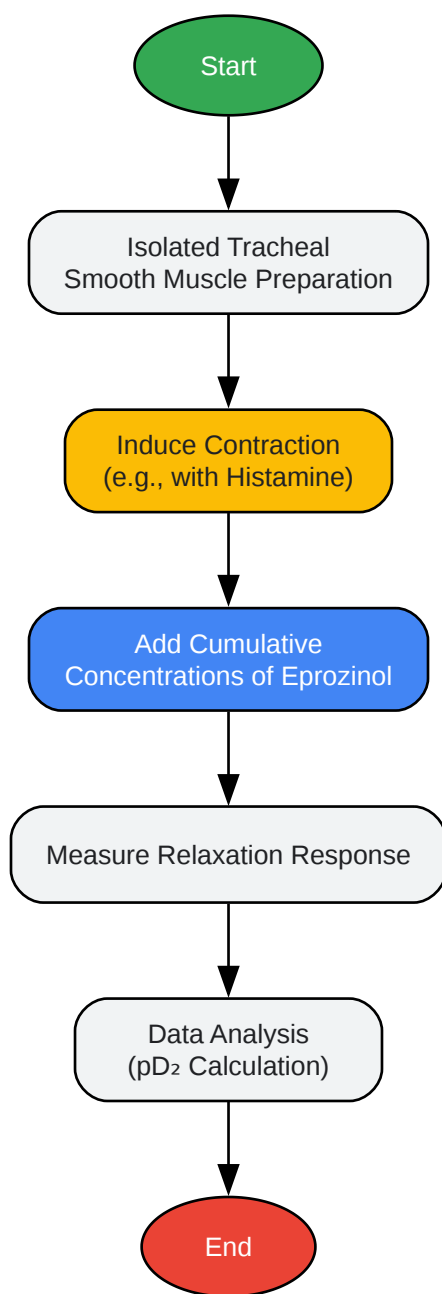 Start
Isolated Tracheal
Smooth Muscle Preparation
Induce Contraction
(e.g., with Histamine)
Add Cumulative
Concentrations of Eprozinol
Measure Relaxation Response
Data Analysis
(pD₂ Calculation)
End